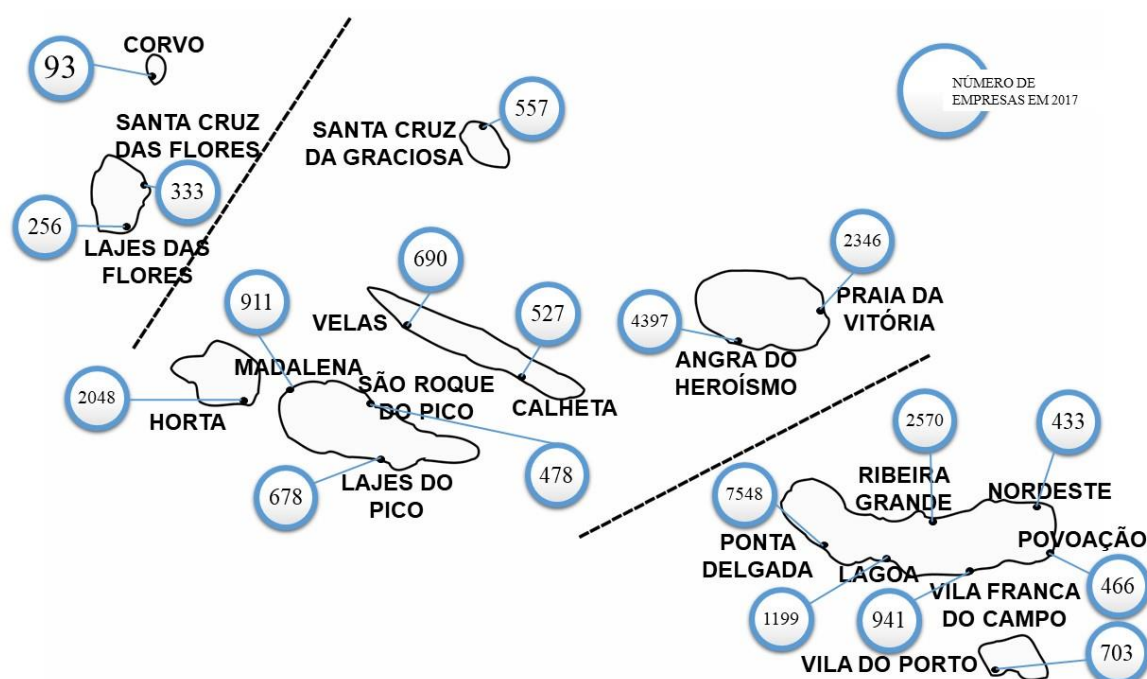 CORVO
93
SANTA CRUZ
DAS FLORES
333
256
LAJES DAS
FLORES
SANTA CRUZ
DA GRACIOSA
557
NÚMERO DE
EMPRESAS EM 2017
690
911
VELAS
527
2346
PRAIA DA
VITÓRIA
4397
ANGRA DO
HEROÍSMO
MADALENA
SÃO ROQUE
DO PICO
CALHETA
2048
HORTA
678
LAJES DO
PICO
478
2570
433
RIBEIRA
GRANDE
NORDESTE
7548
PONTA
DELGADA
LAGOA
POVOAÇÃO
466
1199
941
VILA FRANCA
DO CAMPO
VILA DO PORTO
703